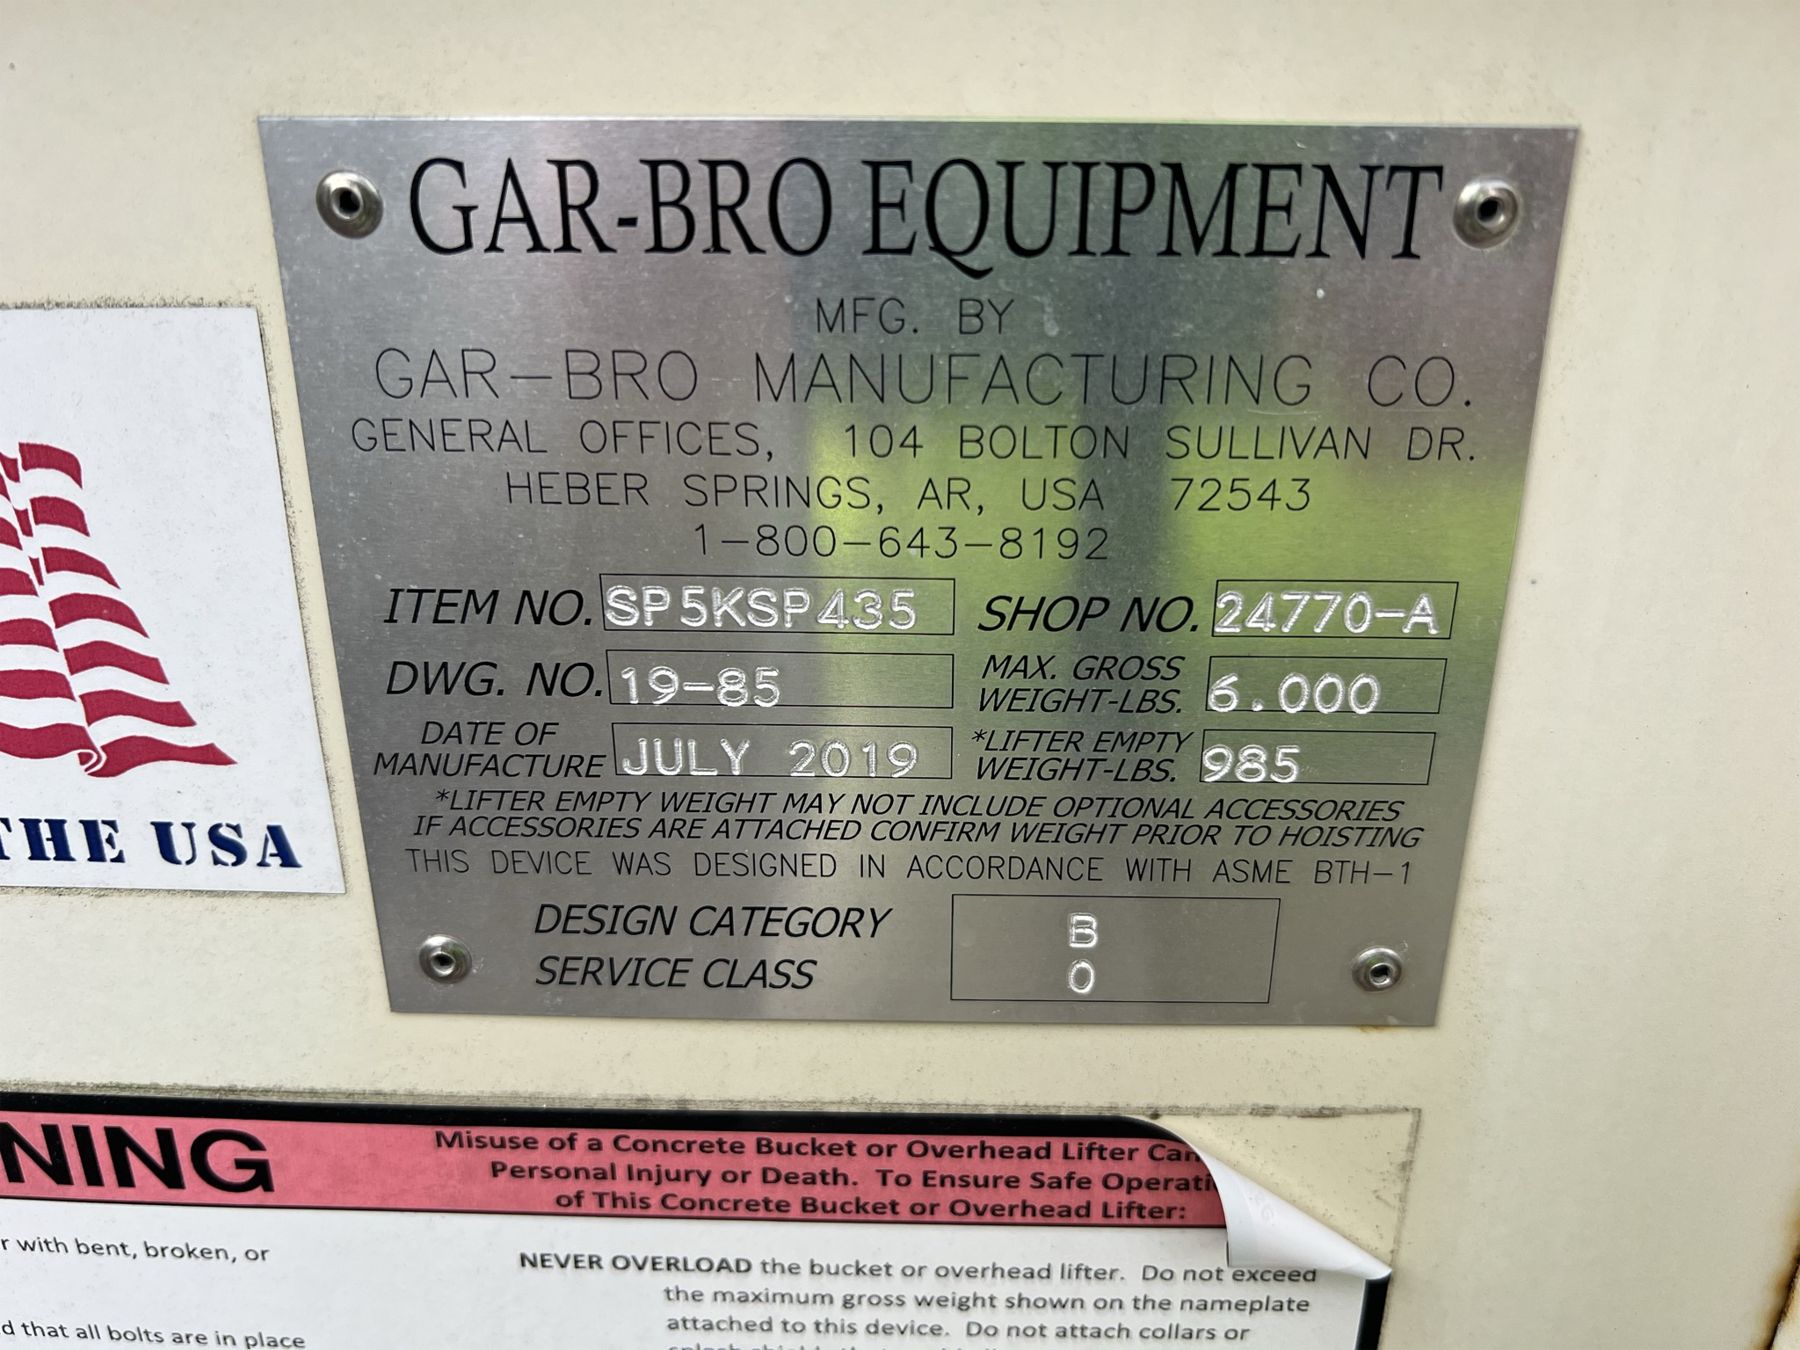 GAR-BRO EQUIPMENT
MFG. BY
GAR-BRO MANUFACTURING CO.
GENERAL OFFICES, 104 BOLTON SULLIVAN DR.
HEBER SPRINGS, AR, USA 72543
1-800-643-8192
ITEM NO. SP5KSP435 SHOP NO. 24770-A
DWG. NO. 19-85 MAX. GROSS WEIGHT-LBS. 6.000
DATE OF MANUFACTURE JULY 2019 *LIFTER EMPTY WEIGHT-LBS. 985
*LIFTER EMPTY WEIGHT MAY NOT INCLUDE OPTIONAL ACCESSORIES
IF ACCESSORIES ARE ATTACHED CONFIRM WEIGHT PRIOR TO HOISTING
THIS DEVICE WAS DESIGNED IN ACCORDANCE WITH ASME BTH-1
DESIGN CATEGORY B
SERVICE CLASS 0
THE USA
NING
Misuse of a Concrete Bucket or Overhead Lifter Can
Personal Injury or Death. To Ensure Safe Operati
of This Concrete Bucket or Overhead Lifter:
r with bent, broken, or
d that all bolts are in place
NEVER OVERLOAD the bucket or overhead lifter. Do not exceed
the maximum gross weight shown on the nameplate
attached to this device. Do not attach collars or